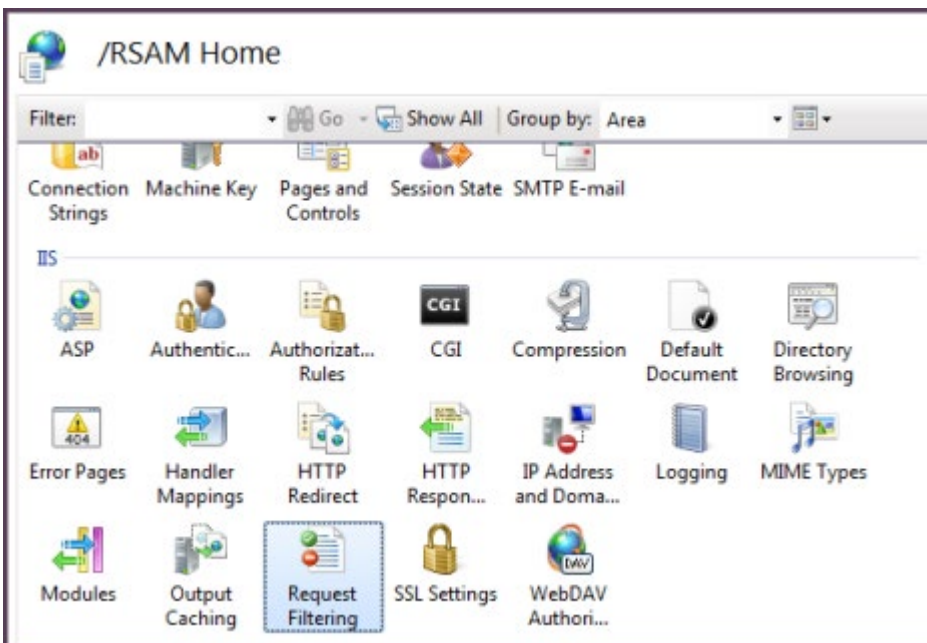 /RSAM Home
Filter: Go Show All Group by: Area
ab
Connection Strings Machine Key Pages and Controls Session State SMTP E-mail
IIS
CGI
ASP Authentic... Authorizat... Rules CGI Compression Default Document Directory Browsing
404
Error Pages Handler Mappings HTTP Redirect HTTP Respon... IP Address and Doma... Logging MIME Types
DAV
Modules Output Caching Request Filtering SSL Settings WebDAV Authori...